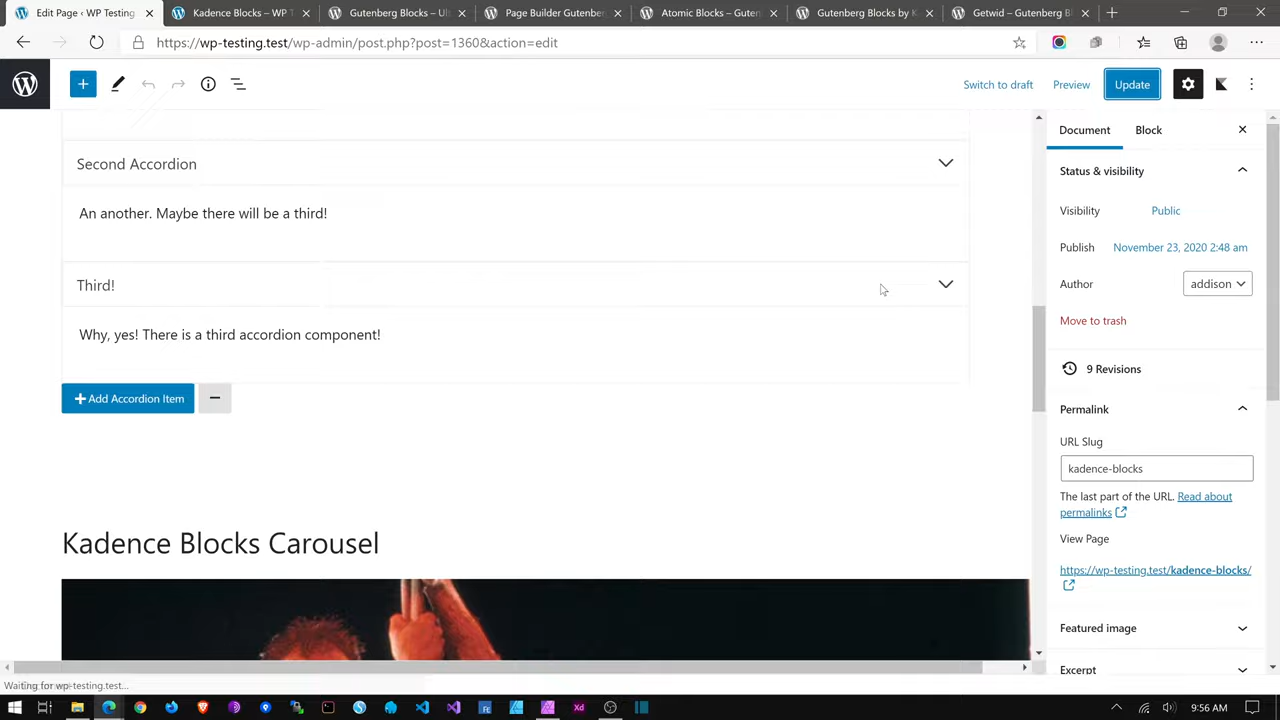 Edit Page ‹ WP Testing
Kadence Blocks – WP T
Gutenberg Blocks – Ul
Page Builder Gutenber
Atomic Blocks – Guten
Gutenberg Blocks by K
Getwid – Gutenberg Bl
https://wp-testing.test/wp-admin/post.php?post=1360&action=edit
Switch to draft
Preview
Update
Document
Block
Second Accordion
An another. Maybe there will be a third!
Third!
Why, yes! There is a third accordion component!
Add Accordion Item
Kadence Blocks Carousel
Status & visibility
Visibility
Public
Publish
November 23, 2020 2:48 am
Author
addison
Move to trash
9 Revisions
Permalink
URL Slug
kadence-blocks
The last part of the URL. Read about
permalinks
View Page
https://wp-testing.test/kadence-blocks/
Featured image
Excerpt
Waiting for wp-testing.test...
9:56 AM